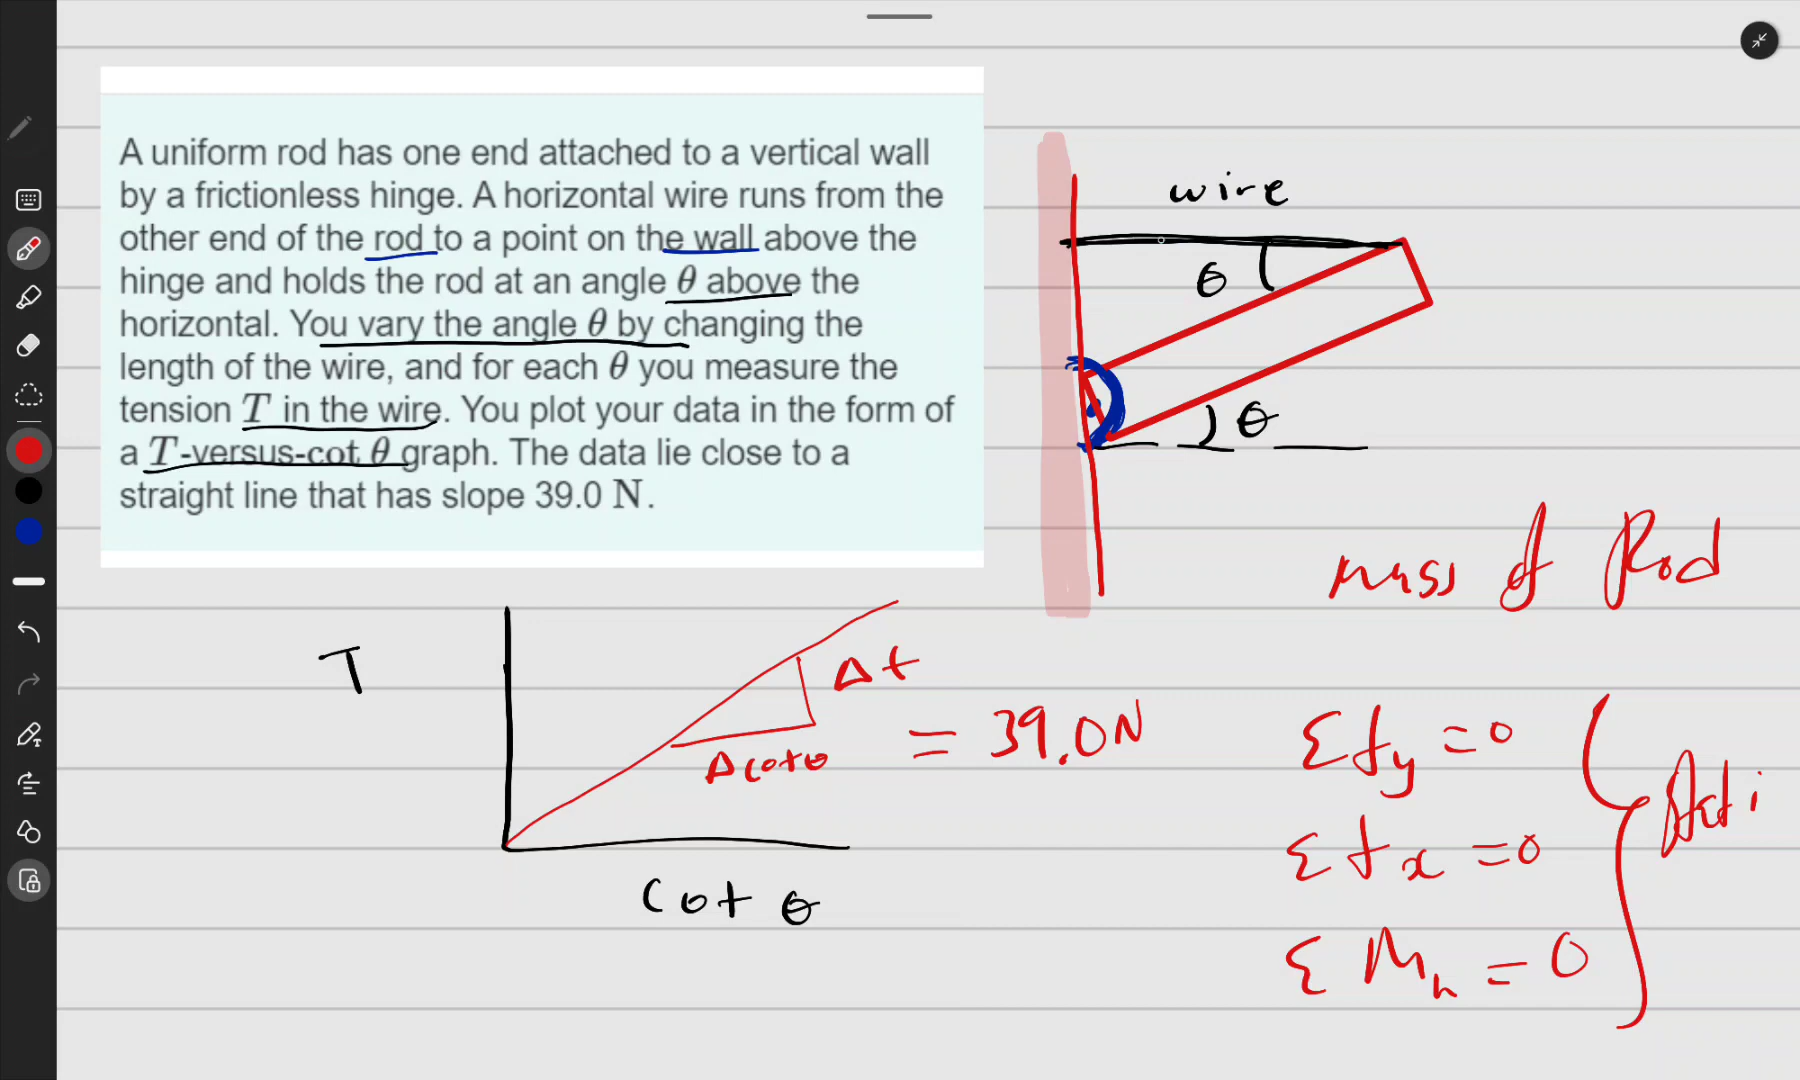 A uniform rod has one end attached to a vertical wall
by a frictionless hinge. A horizontal wire runs from the
other end of the rod to a point on the wall above the
hinge and holds the rod at an angle θ above the
horizontal. You vary the angle θ by changing the
length of the wire, and for each θ you measure the
tension T in the wire. You plot your data in the form of
a T-versus-cot θ graph. The data lie close to a
straight line that has slope 39.0 N.
wire
θ
θ
mass of Rod
T
Δt
Δcotθ
= 39.0N
cot θ
Σfy = 0
Σfx = 0
ΣMh = 0